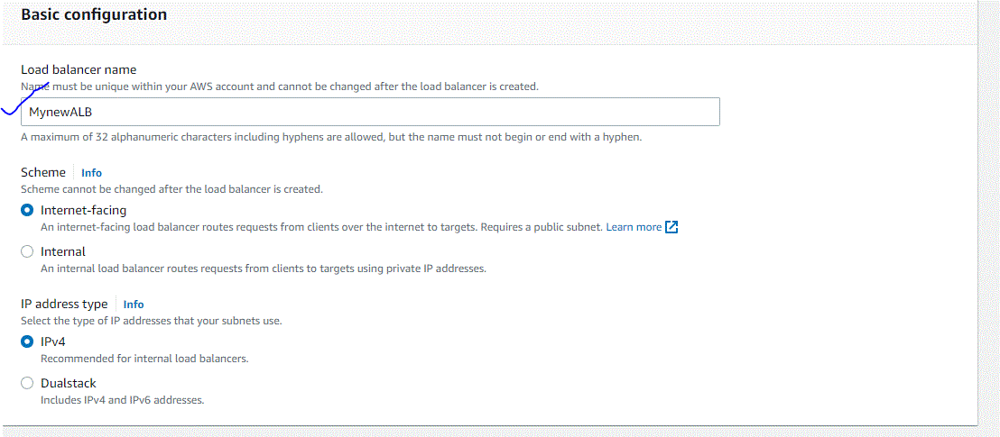 Basic configuration
Load balancer name
Name must be unique within your AWS account and cannot be changed after the load balancer is created.
MynewALB
A maximum of 32 alphanumeric characters including hyphens are allowed, but the name must not begin or end with a hyphen.
Scheme Info
Scheme cannot be changed after the load balancer is created.
Internet-facing
An internet-facing load balancer routes requests from clients over the internet to targets. Requires a public subnet. Learn more
Internal
An internal load balancer routes requests from clients to targets using private IP addresses.
IP address type Info
Select the type of IP addresses that your subnets use.
IPv4
Recommended for internal load balancers.
Dualstack
Includes IPv4 and IPv6 addresses.